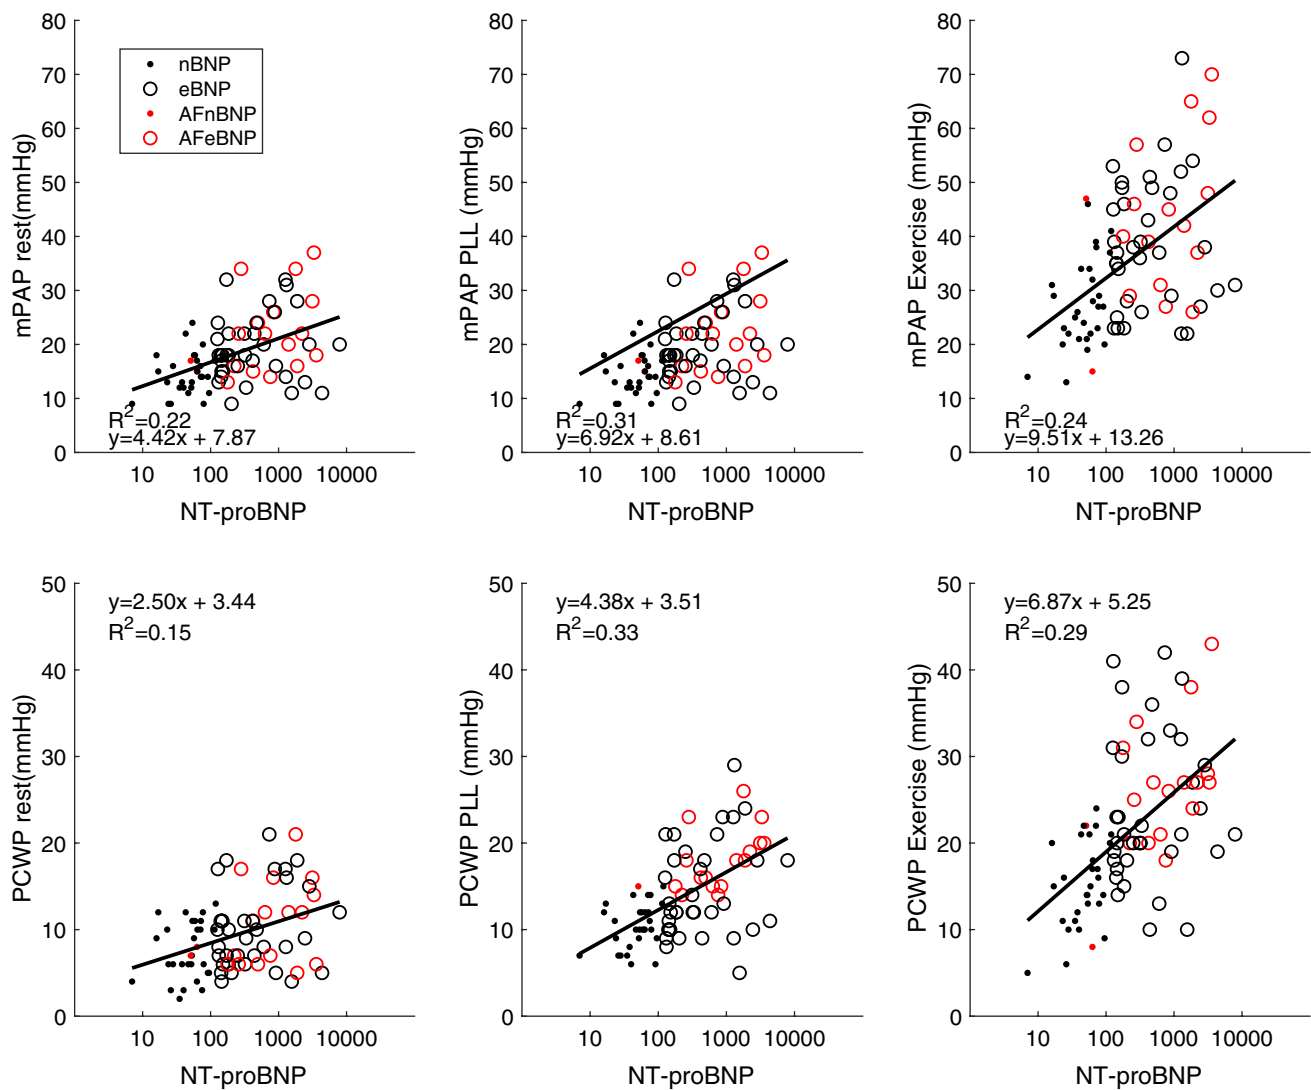 80
70
60
50
40
30
20
10
0
mPAP rest(mmHg)
nBNP
eBNP
AFnBNP
AFeBNP
R2=0.22
y=4.42x + 7.87
10 100 1000 10000
NT-proBNP
80
70
60
50
40
30
20
10
0
mPAP PLL (mmHg)
R2=0.31
y=6.92x + 8.61
10 100 1000 10000
NT-proBNP
80
70
60
50
40
30
20
10
0
mPAP Exercise (mmHg)
R2=0.24
y=9.51x + 13.26
10 100 1000 10000
NT-proBNP
50
40
30
20
10
0
PCWP rest(mmHg)
y=2.50x + 3.44
R2=0.15
10 100 1000 10000
NT-proBNP
50
40
30
20
10
0
PCWP PLL (mmHg)
y=4.38x + 3.51
R2=0.33
10 100 1000 10000
NT-proBNP
50
40
30
20
10
0
PCWP Exercise (mmHg)
y=6.87x + 5.25
R2=0.29
10 100 1000 10000
NT-proBNP